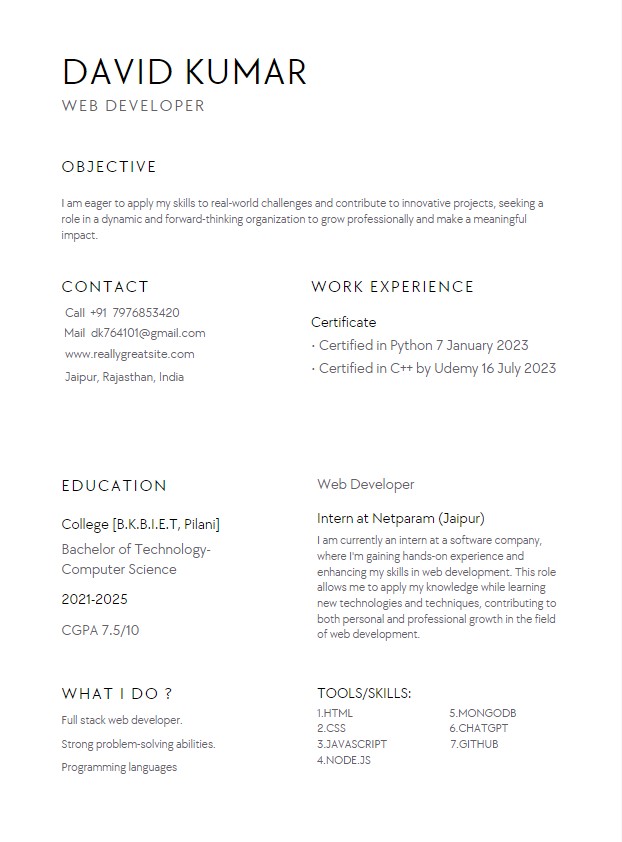 DAVID KUMAR
WEB DEVELOPER
OBJECTIVE
I am eager to apply my skills to real-world challenges and contribute to innovative projects, seeking a
role in a dynamic and forward-thinking organization to grow professionally and make a meaningful
impact.
CONTACT
Call +91 7976853420
Mail dk764101@gmail.com
www.reallygreatsite.com
Jaipur, Rajasthan, India
WORK EXPERIENCE
Certificate
· Certified in Python 7 January 2023
· Certified in C++ by Udemy 16 July 2023
EDUCATION
College [B.K.B.I.E.T, Pilani]
Bachelor of Technology-
Computer Science
2021-2025
CGPA 7.5/10
Web Developer
Intern at Netparam (Jaipur)
I am currently an intern at a software company,
where I'm gaining hands-on experience and
enhancing my skills in web development. This role
allows me to apply my knowledge while learning
new technologies and techniques, contributing to
both personal and professional growth in the field
of web development.
WHAT I DO ?
Full stack web developer.
Strong problem-solving abilities.
Programming languages
TOOLS/SKILLS:
1.HTML
2.CSS
3.JAVASCRIPT
4.NODE.JS
5.MONGODB
6.CHATGPT
7.GITHUB